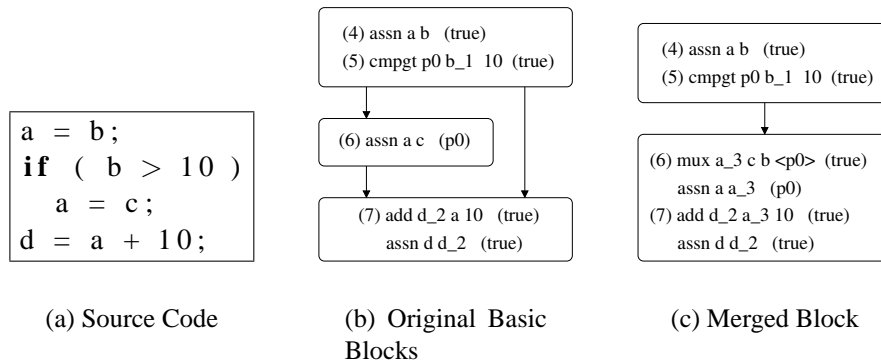 a = b;
if ( b > 10 )
a = c;
d = a + 10;
(a) Source Code
(4) assn a b (true)
(5) cmpgt p0 b_1 10 (true)
(6) assn a c (p0)
(7) add d_2 a 10 (true)
assn d d_2 (true)
(b) Original Basic
Blocks
(4) assn a b (true)
(5) cmpgt p0 b_1 10 (true)
(6) mux a_3 c b <p0> (true)
assn a a_3 (p0)
(7) add d_2 a_3 10 (true)
assn d d_2 (true)
(c) Merged Block